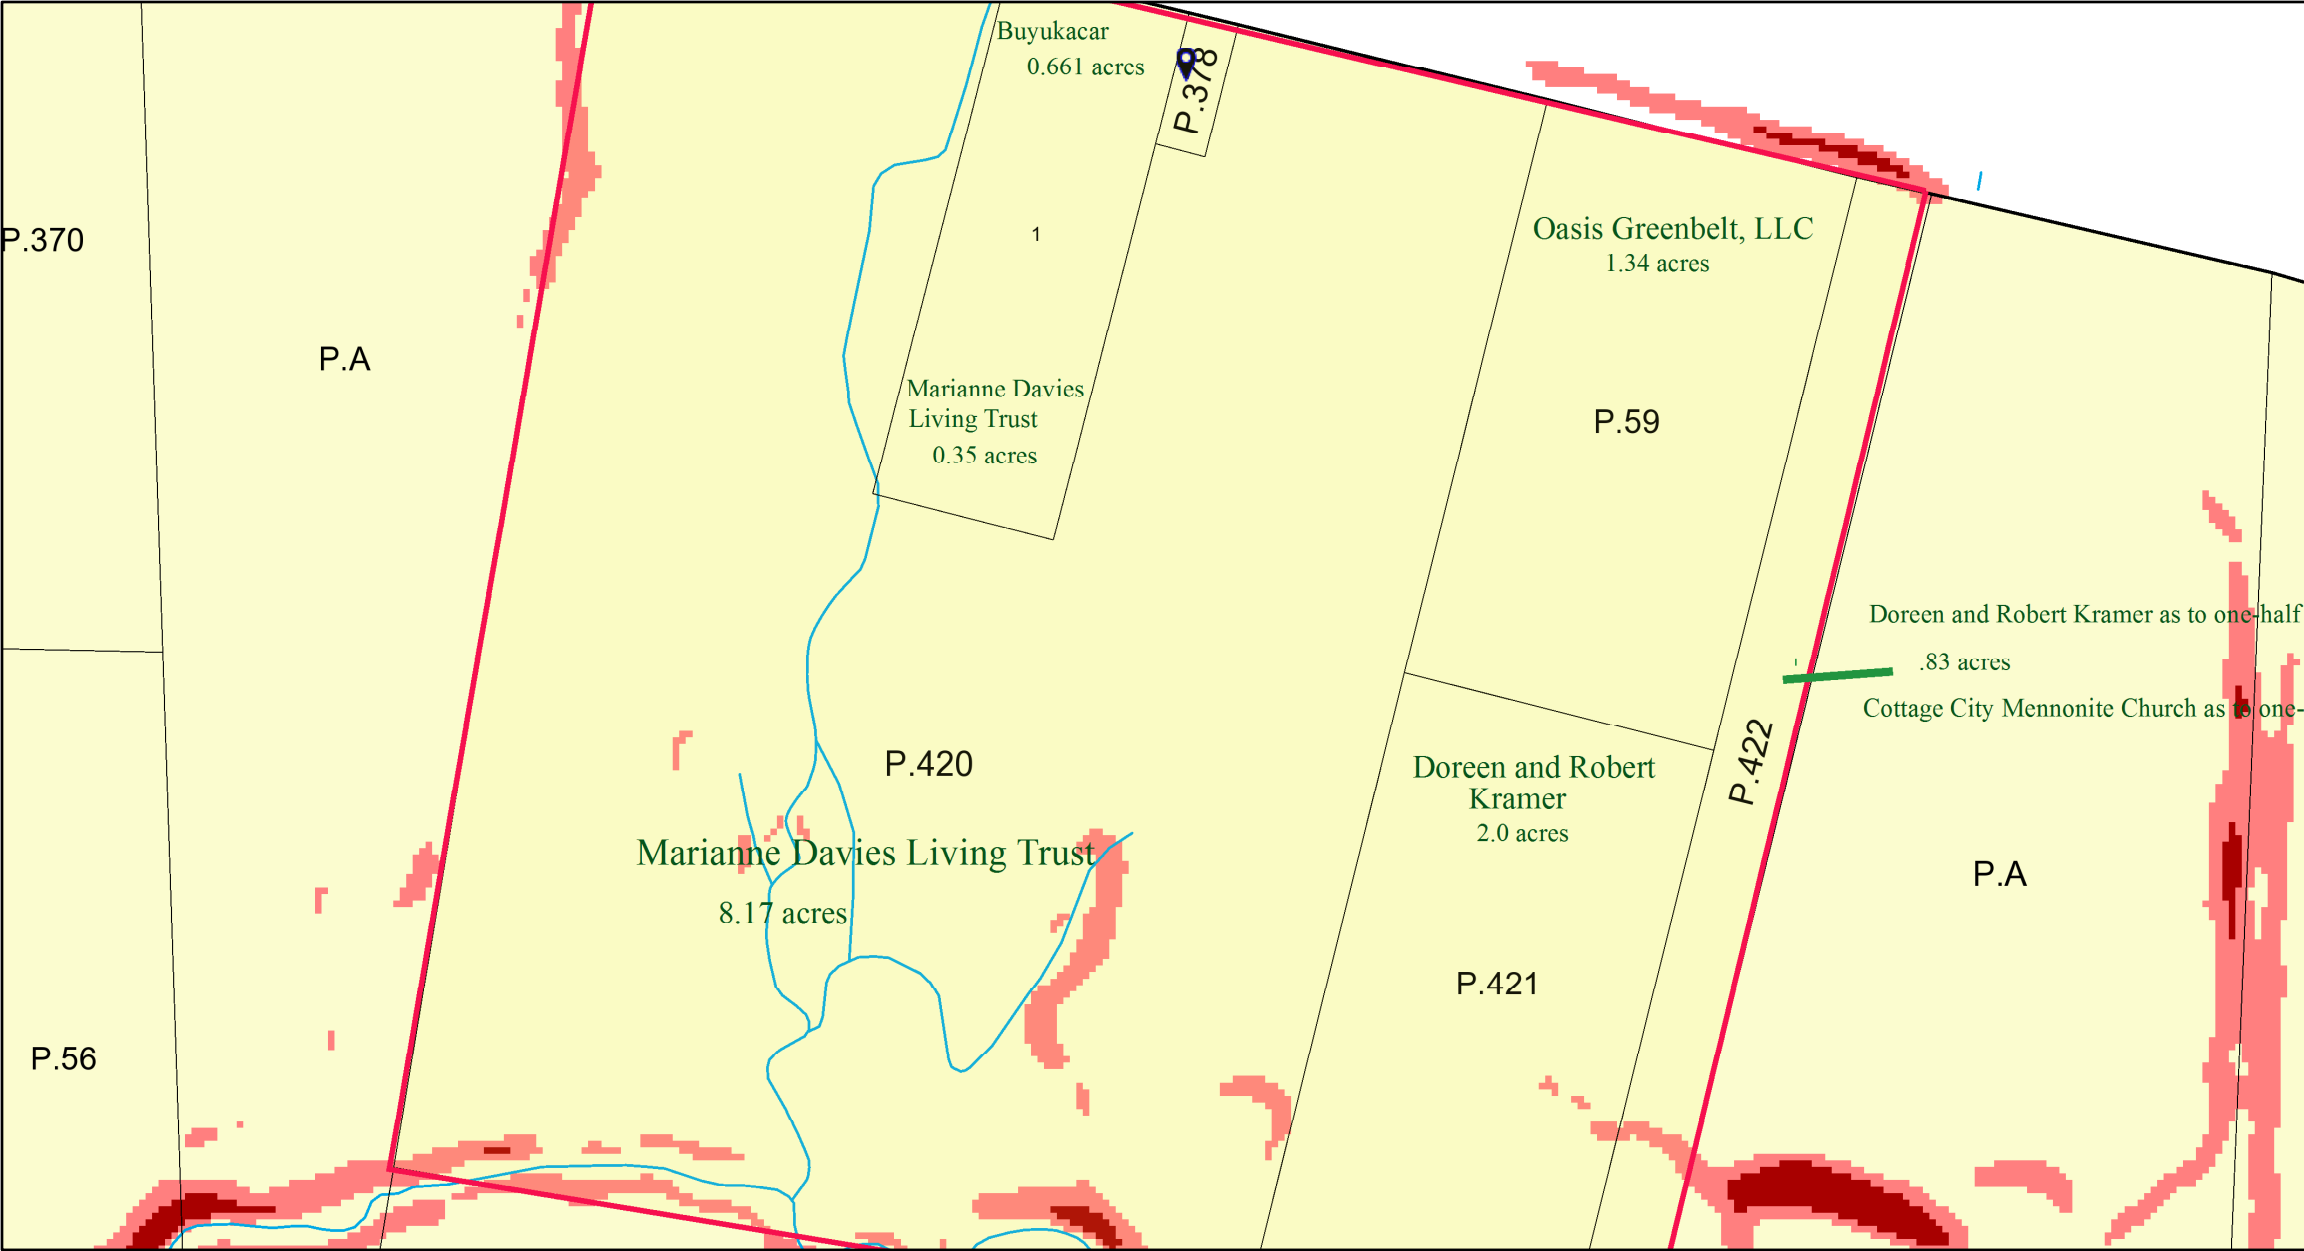 Buyukacar
0.661 acres
P.378
P.370
1
Oasis Greenbelt, LLC
1.34 acres
P.A
Marianne Davies
Living Trust
0.35 acres
P.59
Doreen and Robert Kramer as to one-half
.83 acres
Cottage City Mennonite Church as to one-
P.422
P.420
Doreen and Robert
Kramer
2.0 acres
Marianne Davies Living Trust
8.17 acres
P.A
P.421
P.56